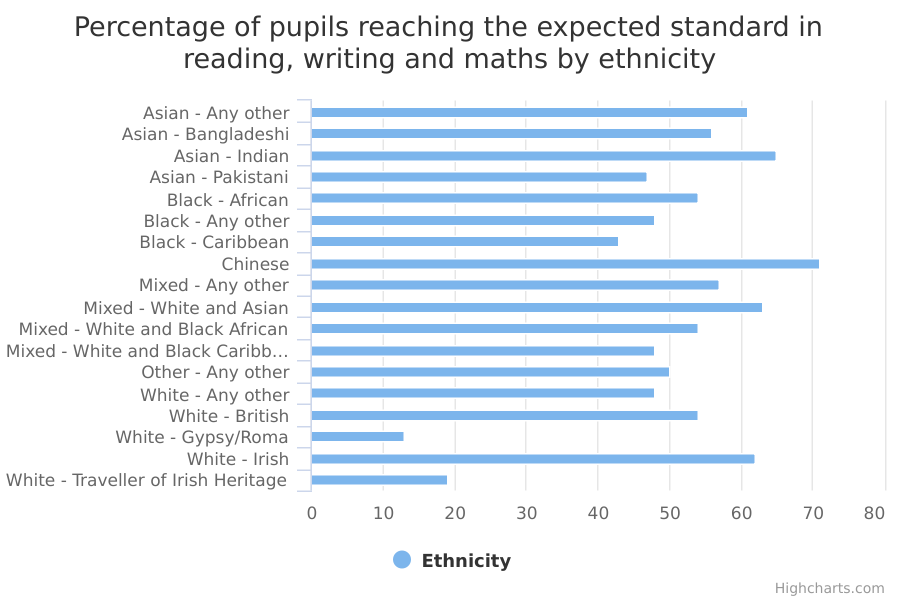 Percentage of pupils reaching the expected standard in
reading, writing and maths by ethnicity
Asian - Any other
Asian - Bangladeshi
Asian - Indian
Asian - Pakistani
Black - African
Black - Any other
Black - Caribbean
Chinese
Mixed - Any other
Mixed - White and Asian
Mixed - White and Black African
Mixed - White and Black Caribb…
Other - Any other
White - Any other
White - British
White - Gypsy/Roma
White - Irish
White - Traveller of Irish Heritage
0 10 20 30 40 50 60 70 80
Ethnicity
Highcharts.com